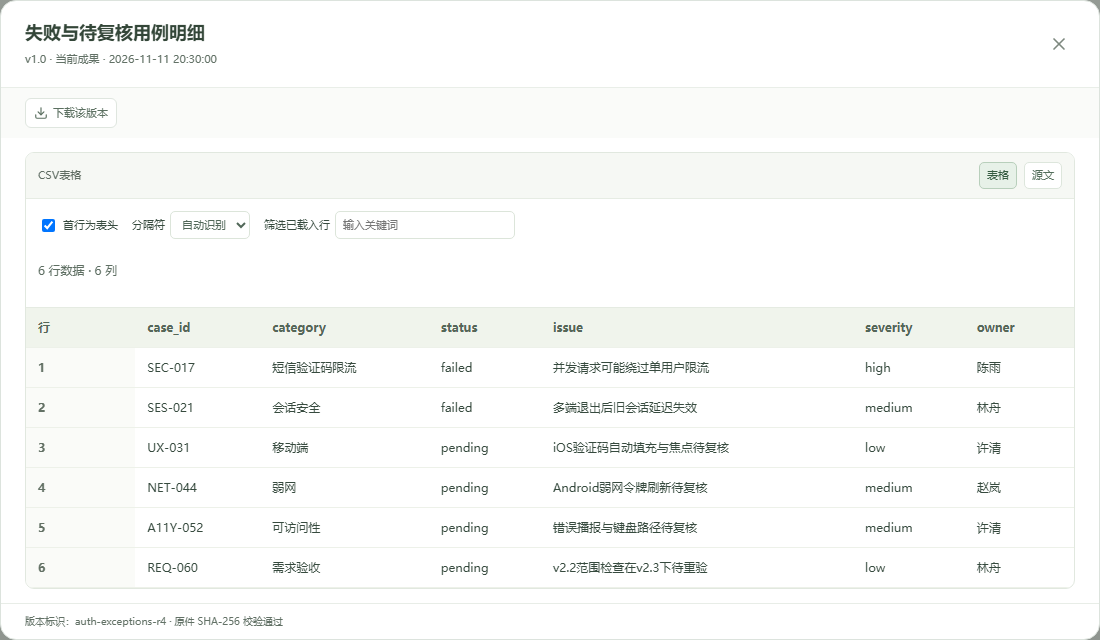 失败与待复核用例明细
v1.0 · 当前成果 · 2026-11-11 20:30:00
下载该版本
CSV表格 表格 源文
首行为表头 分隔符 自动识别 筛选已载入行 输入关键词
6 行数据 · 6 列
行 case_id category status issue severity owner
1 SEC-017 短信验证码限流 failed 并发请求可能绕过单用户限流 high 陈雨
2 SES-021 会话安全 failed 多端退出后旧会话延迟失效 medium 林舟
3 UX-031 移动端 pending iOS验证码自动填充与焦点待复核 low 许清
4 NET-044 弱网 pending Android弱网令牌刷新待复核 medium 赵岚
5 A11Y-052 可访问性 pending 错误播报与键盘路径待复核 medium 许清
6 REQ-060 需求验收 pending v2.2范围检查在v2.3下待重验 low 林舟
版本标识：auth-exceptions-r4 · 原件 SHA-256 校验通过